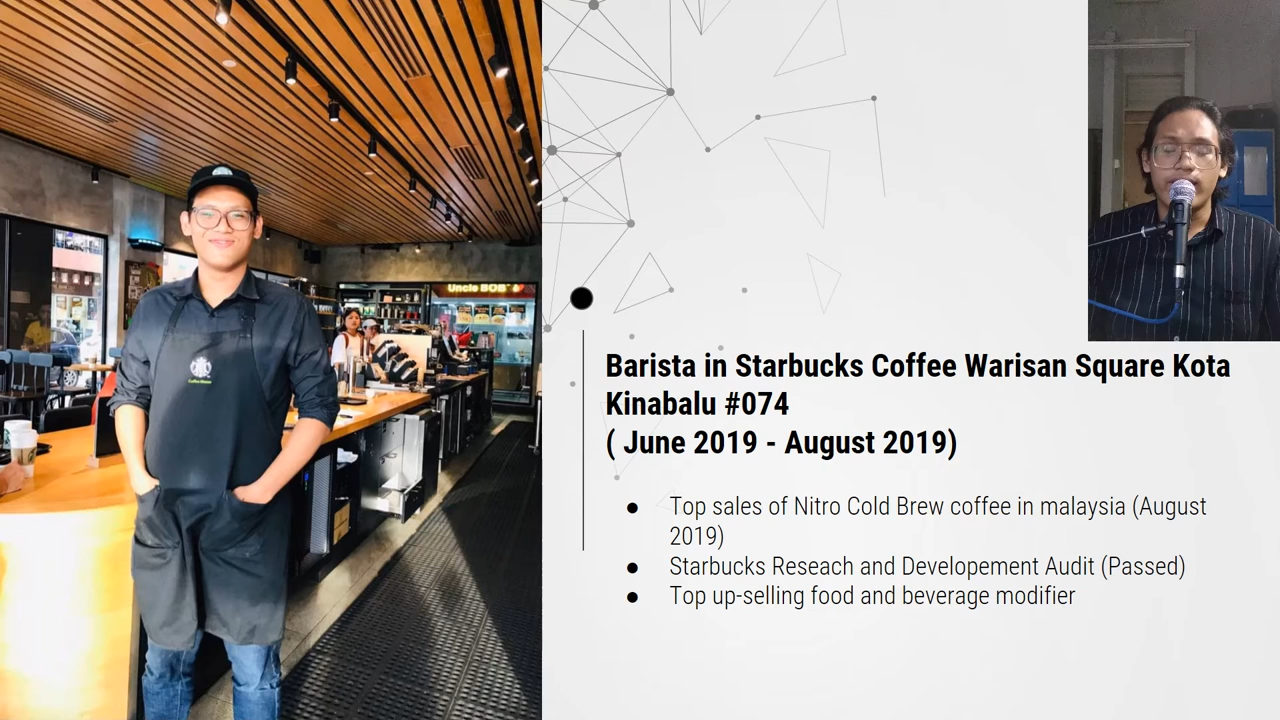 Uncle BOB'
Coffee Master
Barista in Starbucks Coffee Warisan Square Kota
Kinabalu #074
( June 2019 - August 2019)
● Top sales of Nitro Cold Brew coffee in malaysia (August
2019)
● Starbucks Reseach and Developement Audit (Passed)
● Top up-selling food and beverage modifier